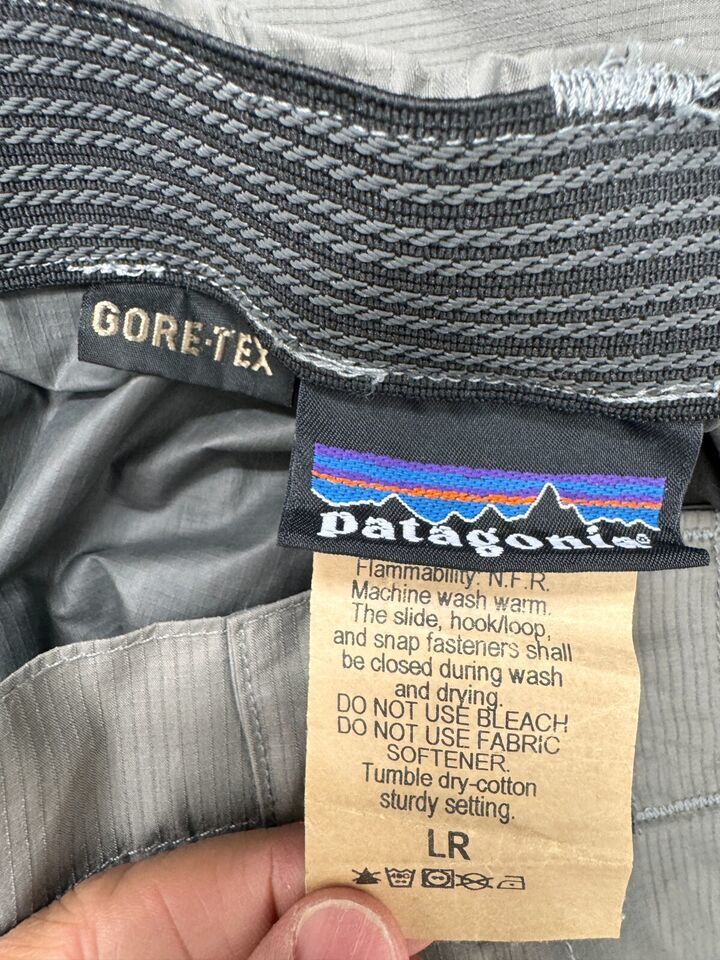 GORE-TEX
patagonia
Flammability: N.F.R.
Machine wash warm.
The slide, hook/loop,
and snap fasteners shall
be closed during wash
and drying.
DO NOT USE BLEACH
DO NOT USE FABRIC
SOFTENER.
Tumble dry-cotton
sturdy setting.
LR